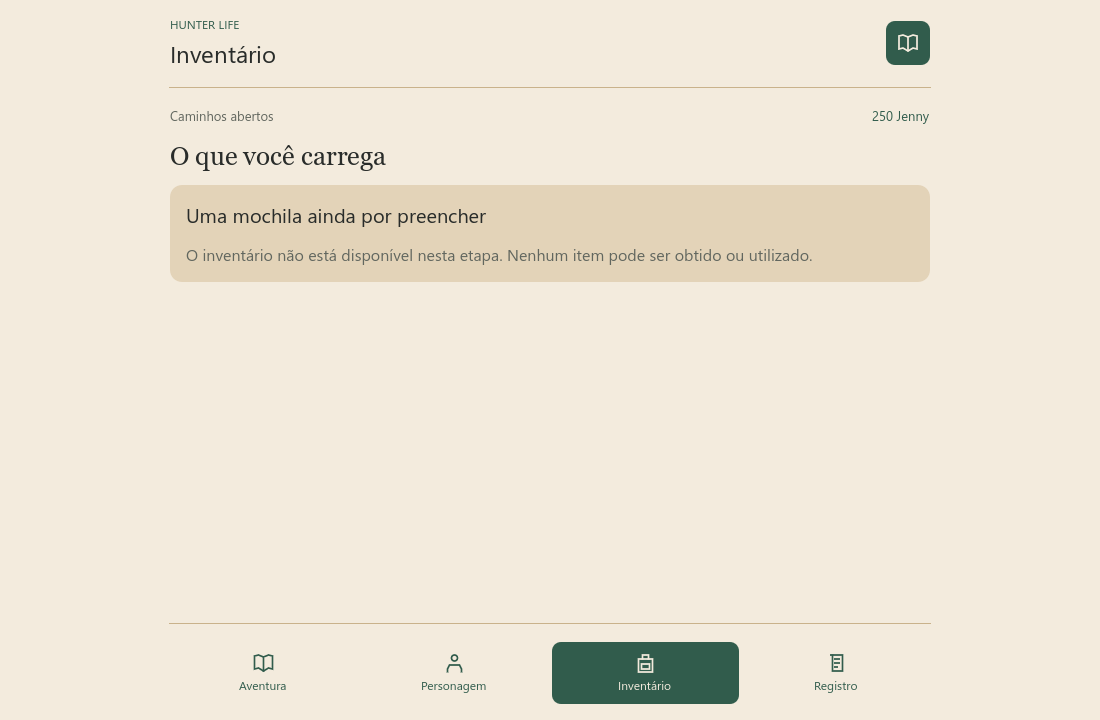 HUNTER LIFE
Inventário
Caminhos abertos
250 Jenny
O que você carrega
Uma mochila ainda por preencher
O inventário não está disponível nesta etapa. Nenhum item pode ser obtido ou utilizado.
Aventura
Personagem
Inventário
Registro